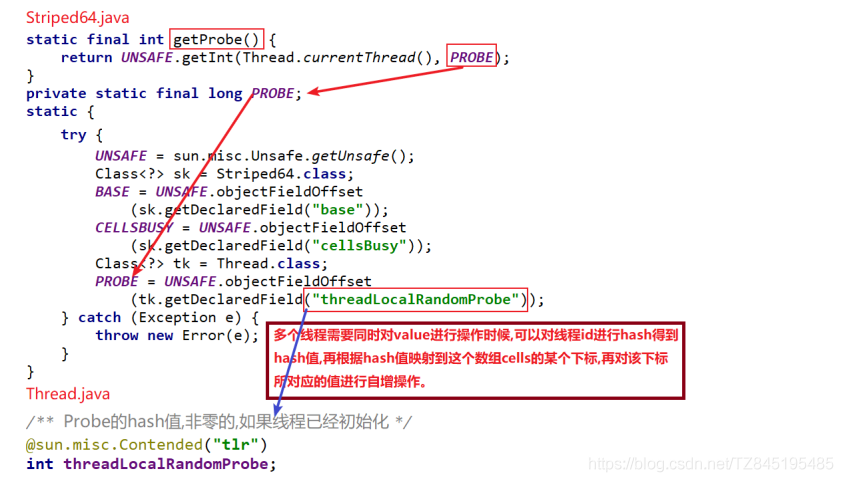 Striped64.java
static final int getProbe() {
return UNSAFE.getInt(Thread.currentThread(), PROBE);
}
private static final long PROBE;
static {
try {
UNSAFE = sun.misc.Unsafe.getUnsafe();
Class<?> sk = Striped64.class;
BASE = UNSAFE.objectFieldOffset
(sk.getDeclaredField("base"));
CELLSBUSY = UNSAFE.objectFieldOffset
(sk.getDeclaredField("cellsBusy"));
Class<?> tk = Thread.class;
PROBE = UNSAFE.objectFieldOffset
(tk.getDeclaredField("threadLocalRandomProbe"));
} catch (Exception e) {
throw new Error(e);
}
}
多个线程需要同时对value进行操作时候,可以对线程id进行hash得到
hash值,再根据hash值映射到这个数组cells的某个下标,再对该下标
所对应的值进行自增操作。
Thread.java
/** Probe的hash值,非零的,如果线程已经初始化 */
@sun.misc.Contended("tlr")
int threadLocalRandomProbe;
https://blog.csdn.net/TZ845195485